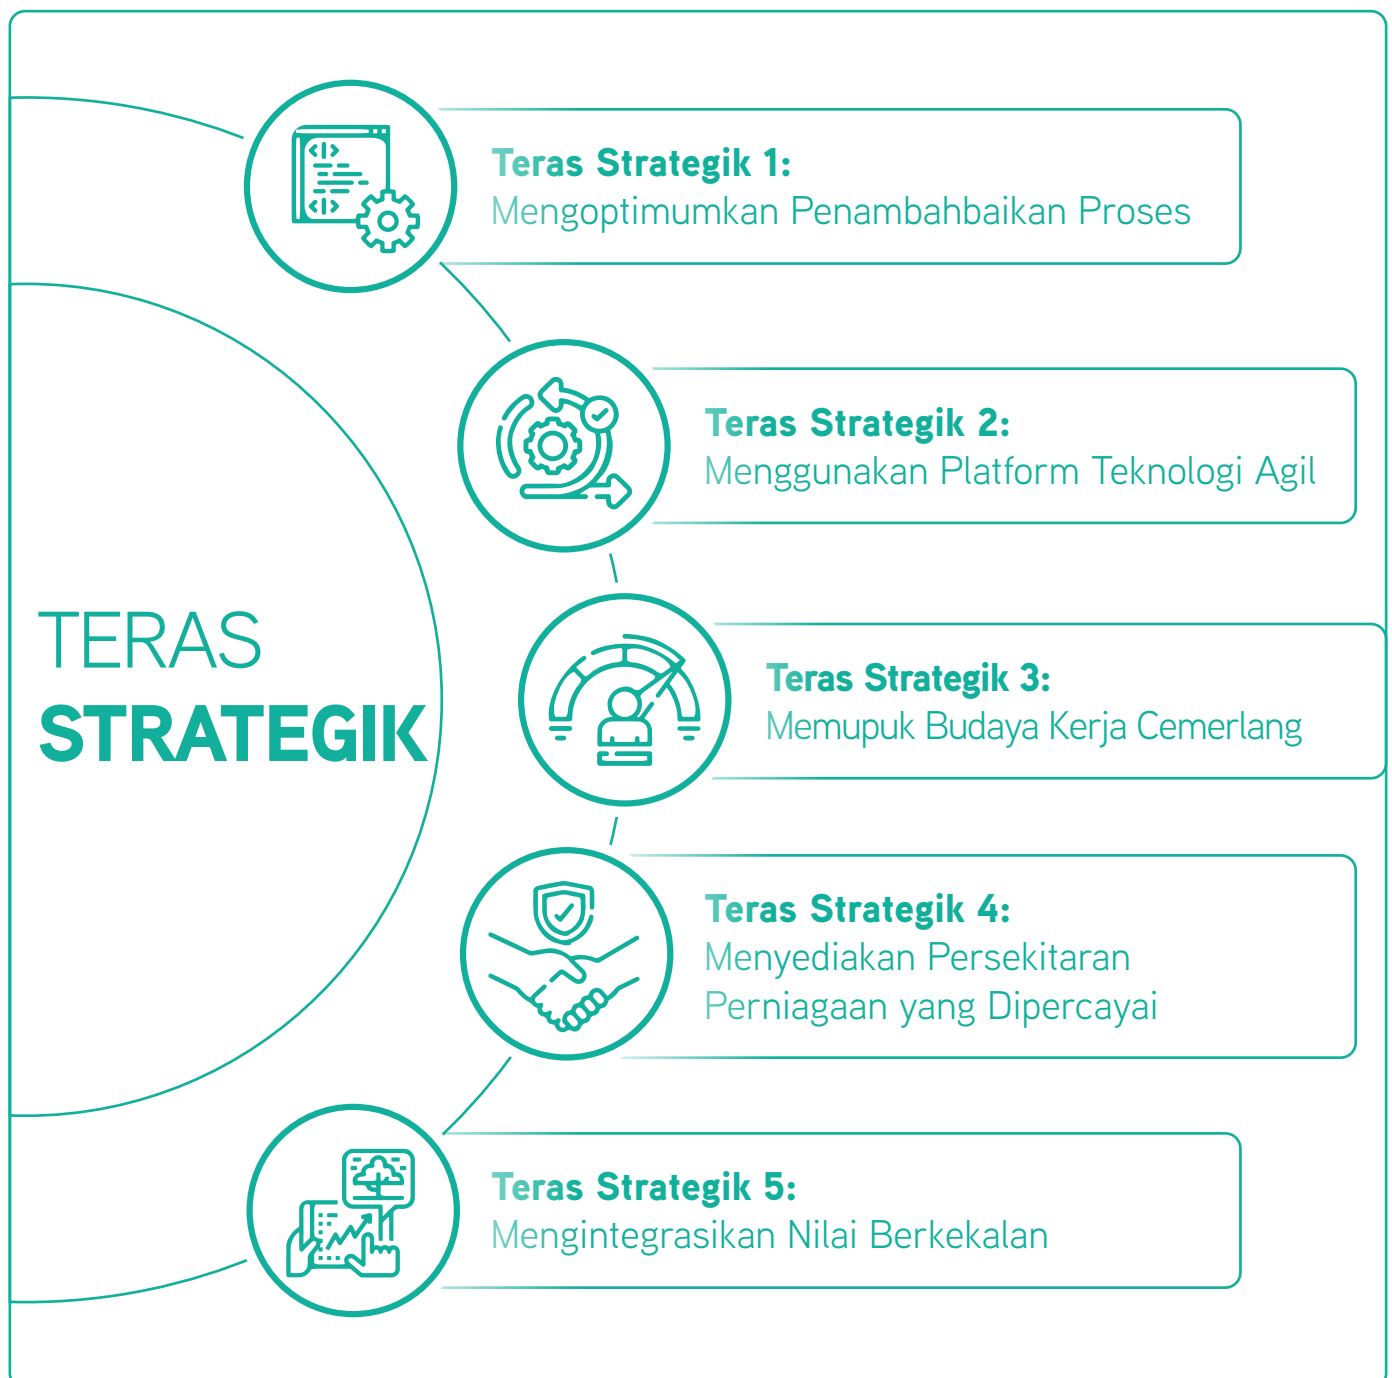 TERAS
STRATEGIK
Teras Strategik 1:
Mengoptimumkan Penambahbaikan Proses
Teras Strategik 2:
Menggunakan Platform Teknologi Agil
Teras Strategik 3:
Memupuk Budaya Kerja Cemerlang
Teras Strategik 4:
Menyediakan Persekitaran
Perniagaan yang Dipercayai
Teras Strategik 5:
Mengintegrasikan Nilai Berkekalan